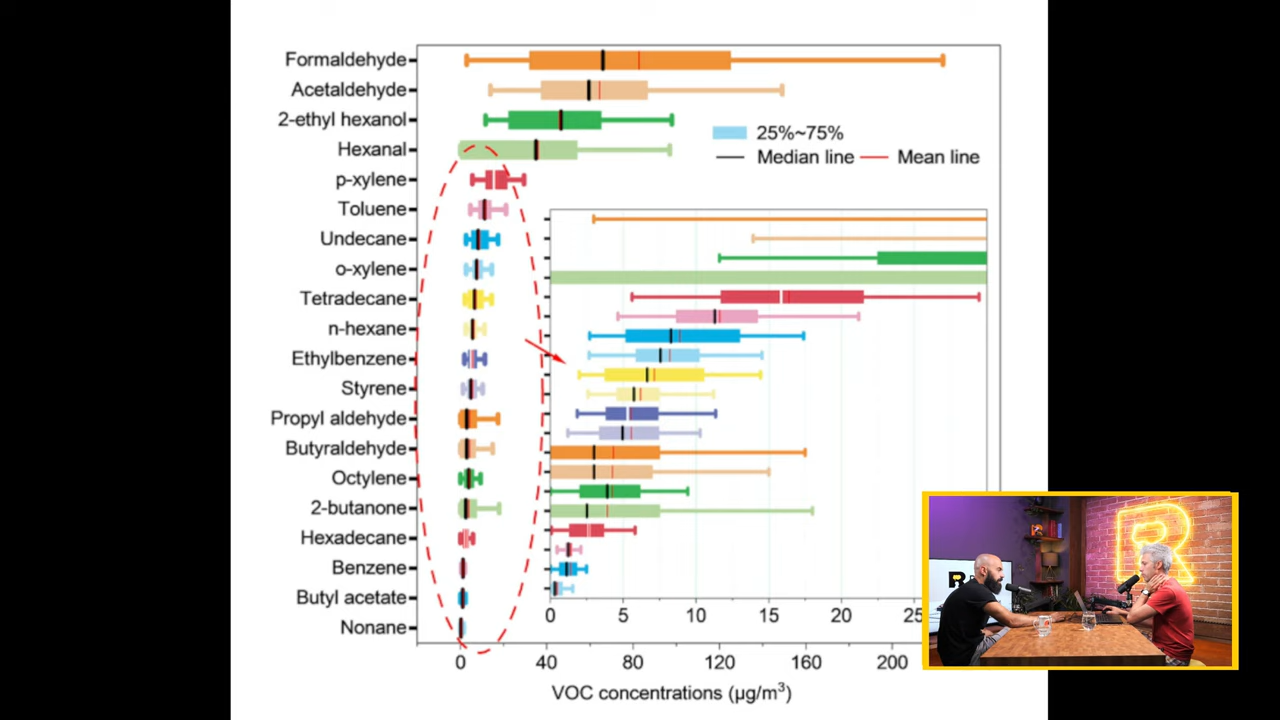 Formaldehyde
Acetaldehyde
2-ethyl hexanol
Hexanal
p-xylene
Toluene
Undecane
o-xylene
Tetradecane
n-hexane
Ethylbenzene
Styrene
Propyl aldehyde
Butyraldehyde
Octylene
2-butanone
Hexadecane
Benzene
Butyl acetate
Nonane
25%~75%
Median line
Mean line
0 5 10 15 20 25
0 40 80 120 160 200
VOC concentrations (μg/m³)
R
R